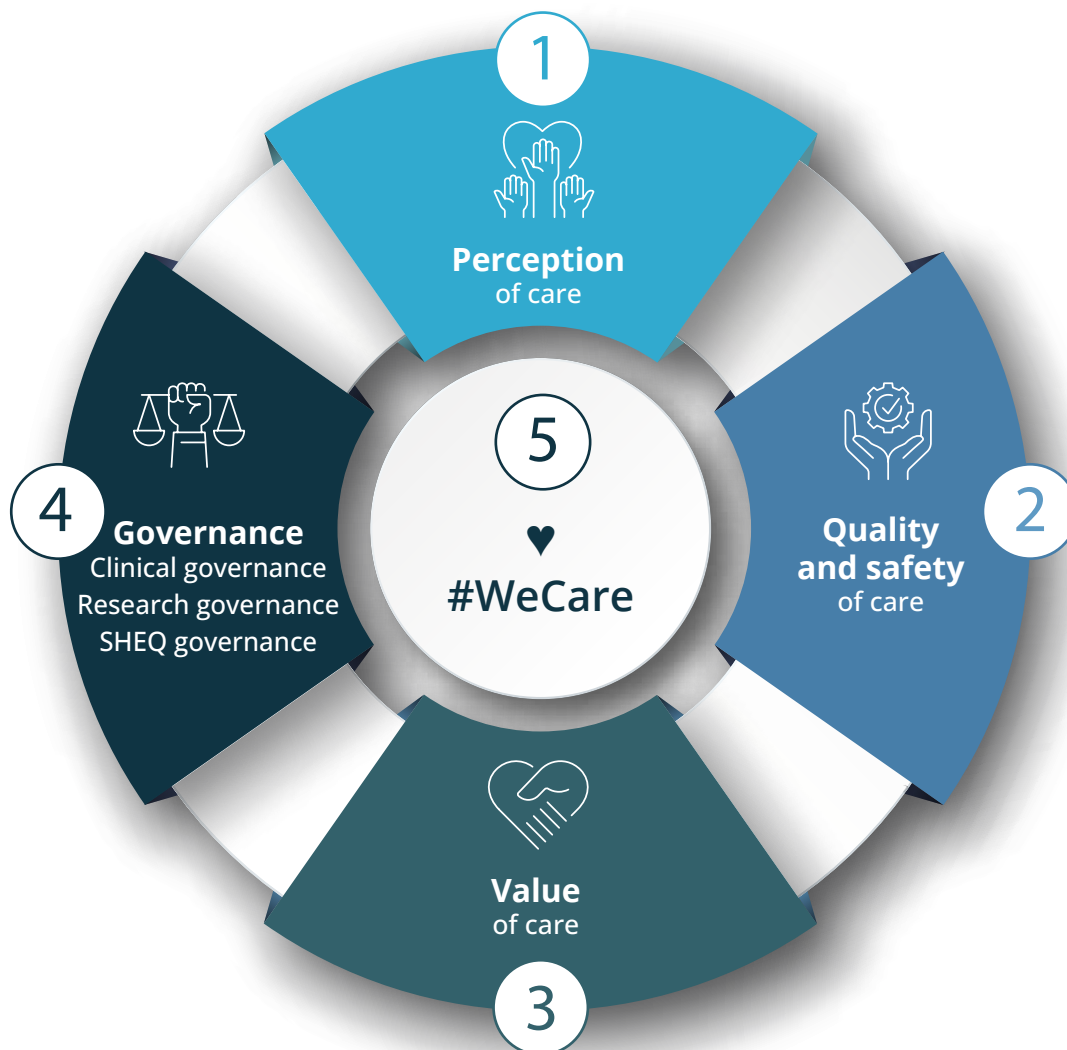 1
Perception
of care
2
Quality
and safety
of care
3
Value
of care
4
Governance
Clinical governance
Research governance
SHEQ governance
5
♥
#WeCare